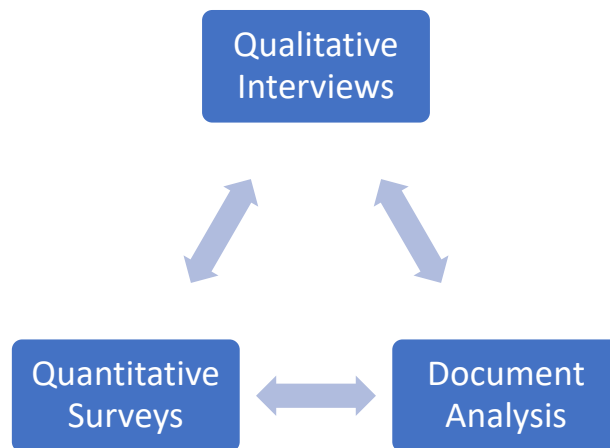 Qualitative
Interviews
Quantitative
Surveys
Document
Analysis